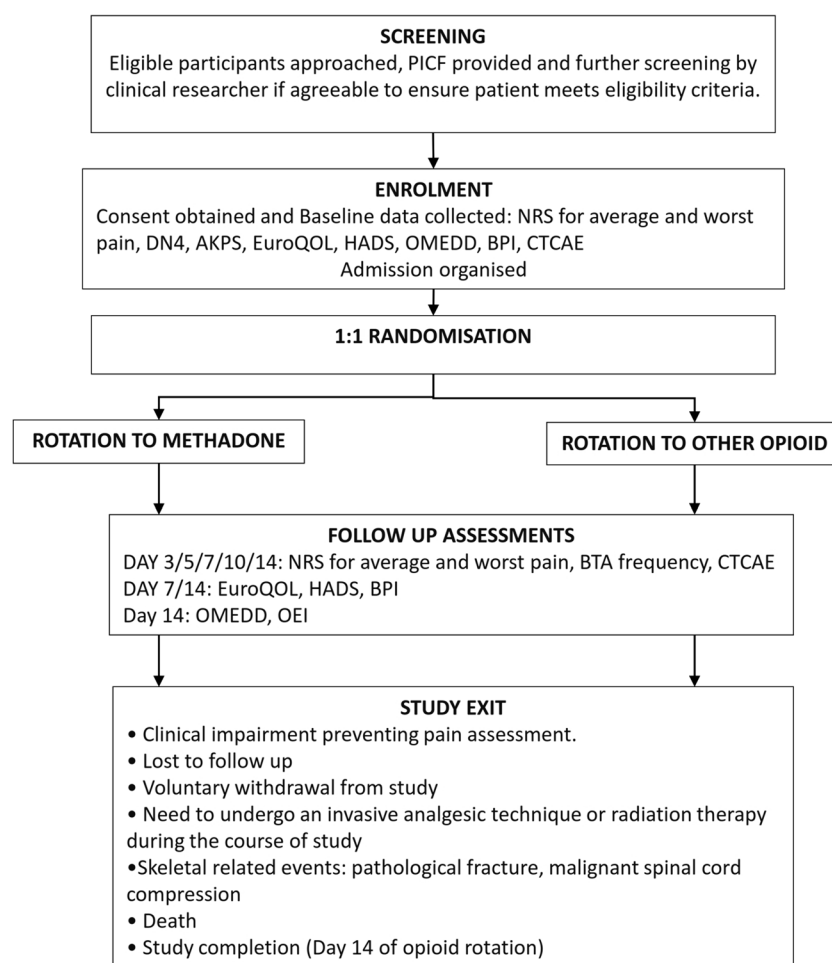 SCREENING
Eligible participants approached, PICF provided and further screening by
clinical researcher if agreeable to ensure patient meets eligibility criteria.
ENROLMENT
Consent obtained and Baseline data collected: NRS for average and worst
pain, DN4, AKPS, EuroQOL, HADS, OMEDD, BPI, CTCAE
Admission organised
1:1 RANDOMISATION
ROTATION TO METHADONE
ROTATION TO OTHER OPIOID
FOLLOW UP ASSESSMENTS
DAY 3/5/7/10/14: NRS for average and worst pain, BTA frequency, CTCAE
DAY 7/14: EuroQOL, HADS, BPI
Day 14: OMEDD, OEI
STUDY EXIT
• Clinical impairment preventing pain assessment.
• Lost to follow up
• Voluntary withdrawal from study
• Need to undergo an invasive analgesic technique or radiation therapy
during the course of study
•Skeletal related events: pathological fracture, malignant spinal cord
compression
• Death
• Study completion (Day 14 of opioid rotation)